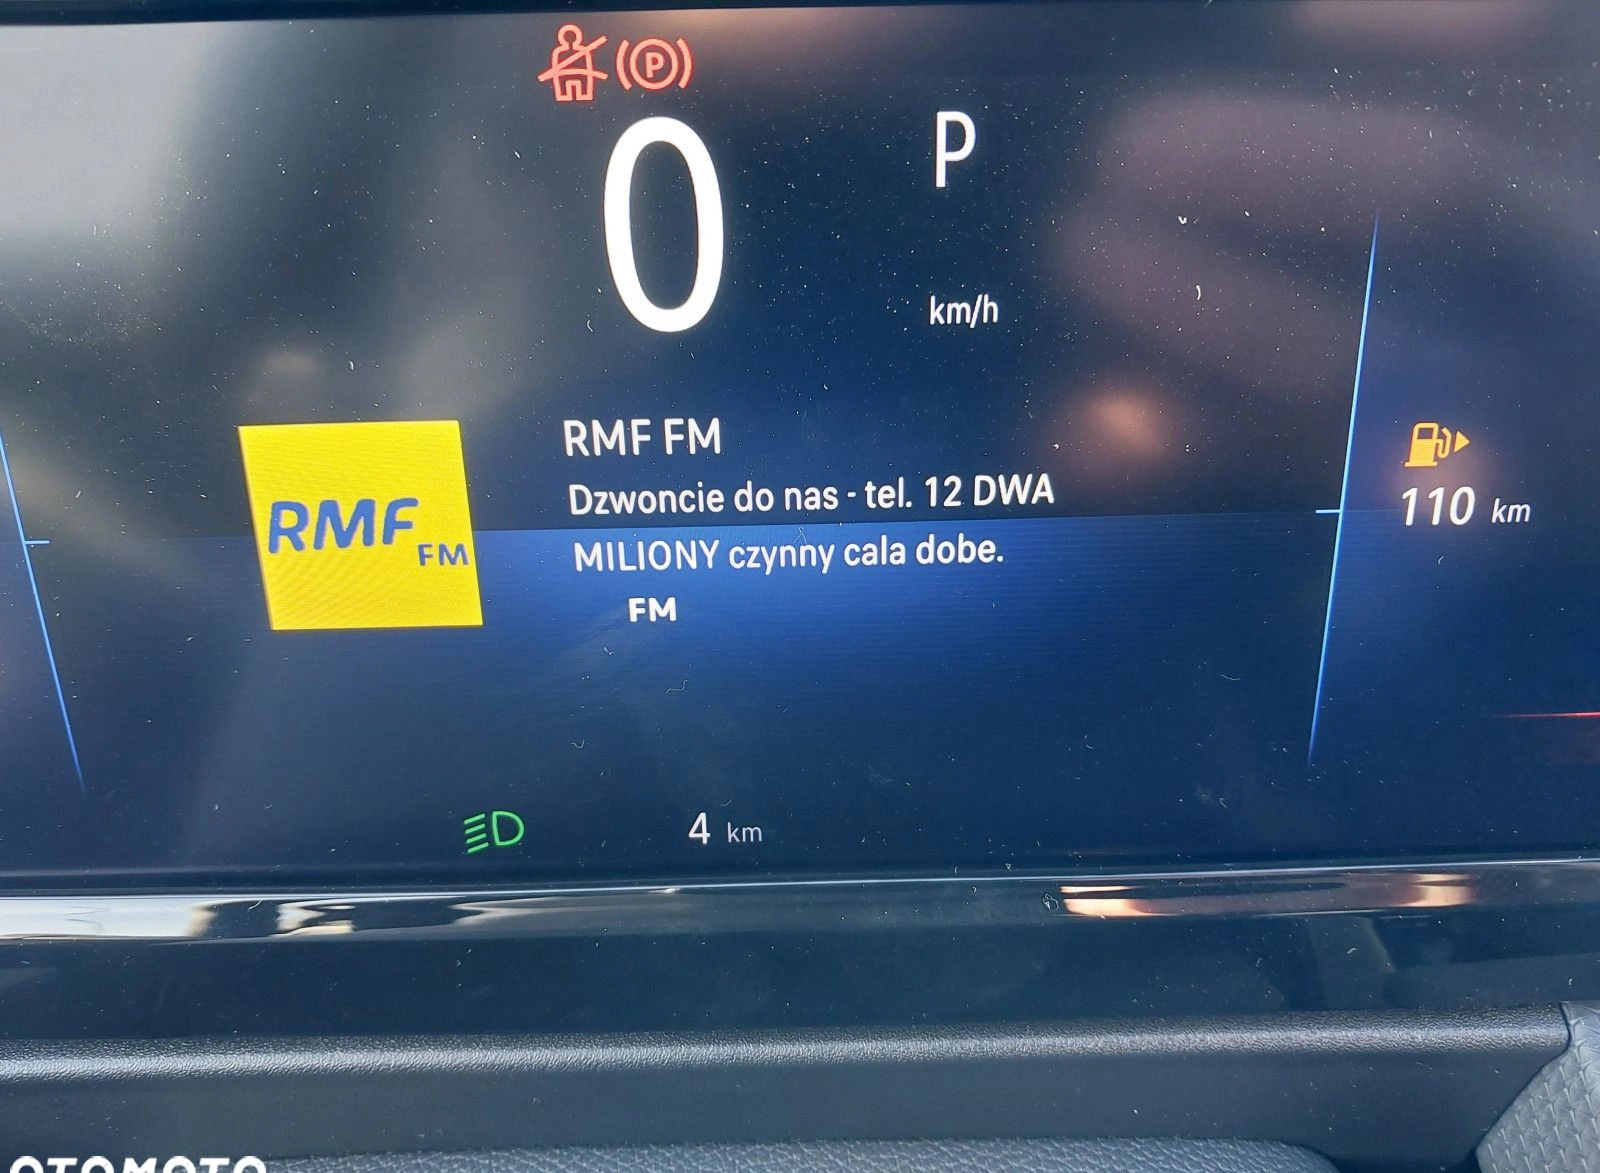 P
0
P
km/h
RMF FM
Dzwoncie do nas - tel. 12 DWA
MILIONY czynny cala dobe.
FM
RMF
FM
110 km
4 km
OTOMOTO